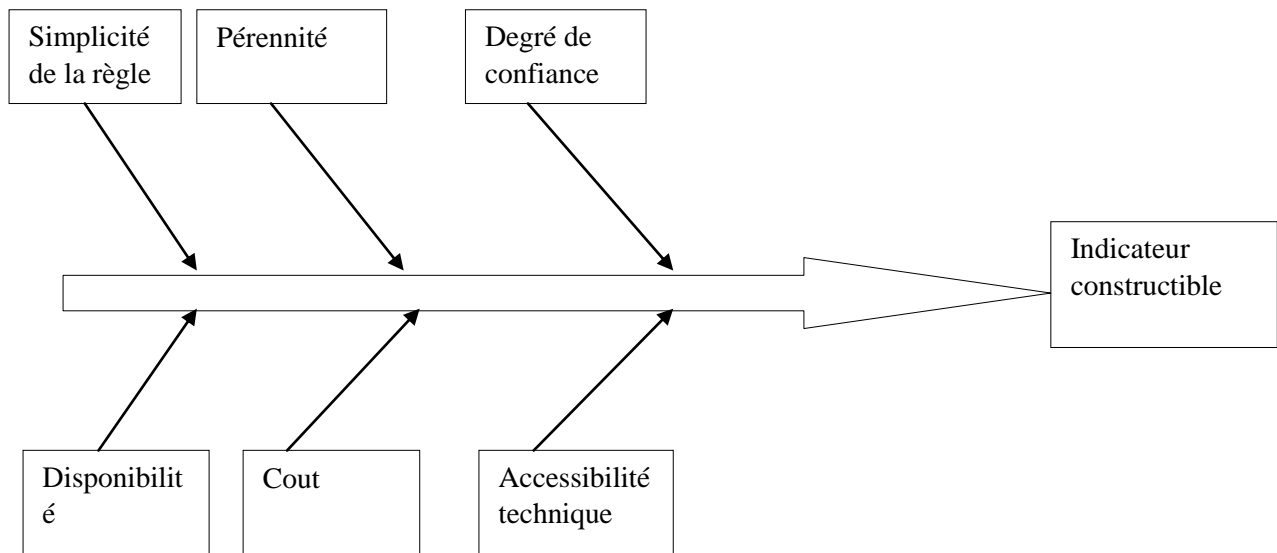 Simplicité
de la règle
Pérennité
Degré de
confiance
Indicateur
constructible
Disponibilit
é
Cout
Accessibilité
technique